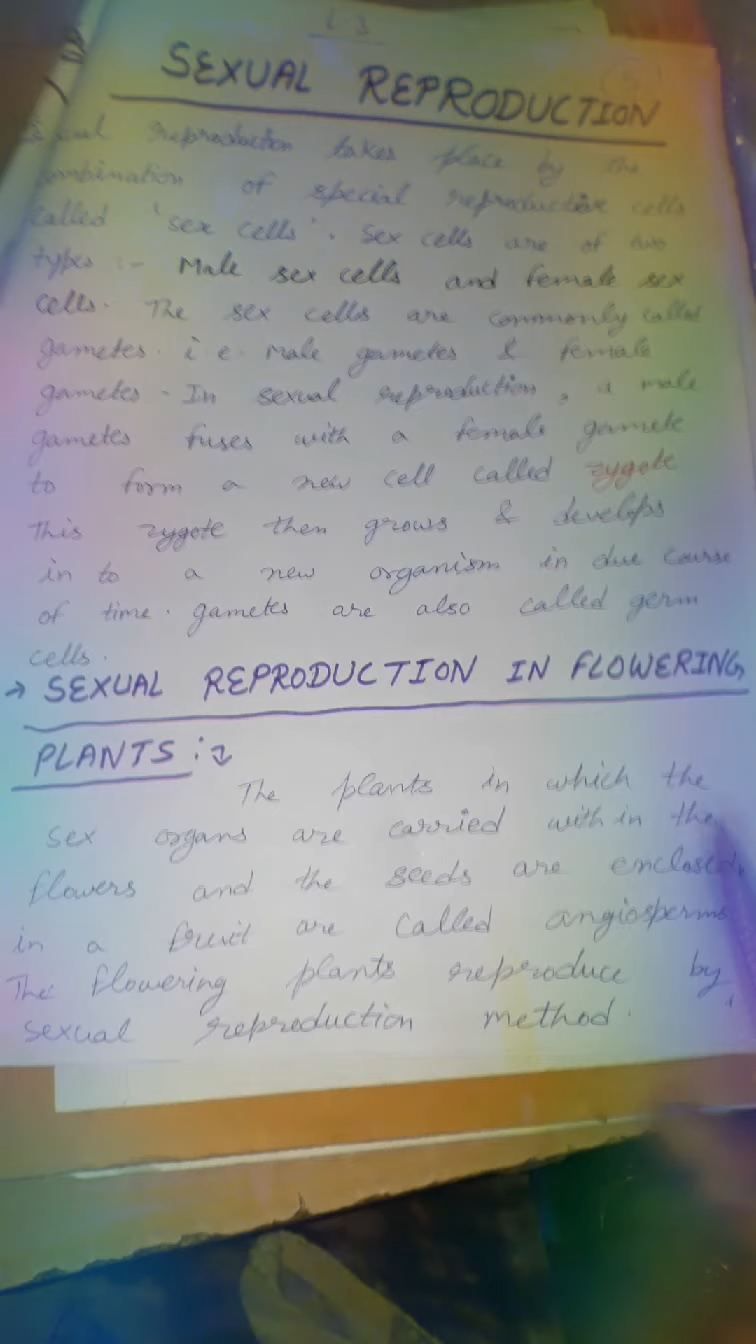 SEXUAL REPRODUCTION
reproduction takes place by the
combination of special reproductive cells
called 'sex cells'. Sex cells are of two
types :- Male sex cells and female sex
cells. The sex cells are commonly called
gametes. i e. male gametes & female
gametes - In sexual reproduction, a male
gametes fuses with a female gamete
to form a new cell called zygote
This zygote then grows & develops
in to a new organism in due course
of time. gametes are also called germ
cells.
→ SEXUAL REPRODUCTION IN FLOWERING
PLANTS :-
The plants in which the
sex organs are carried with in the
flowers and the seeds are enclosed
in a fruit are called angiosperms
The flowering plants reproduce by
sexual reproduction method.